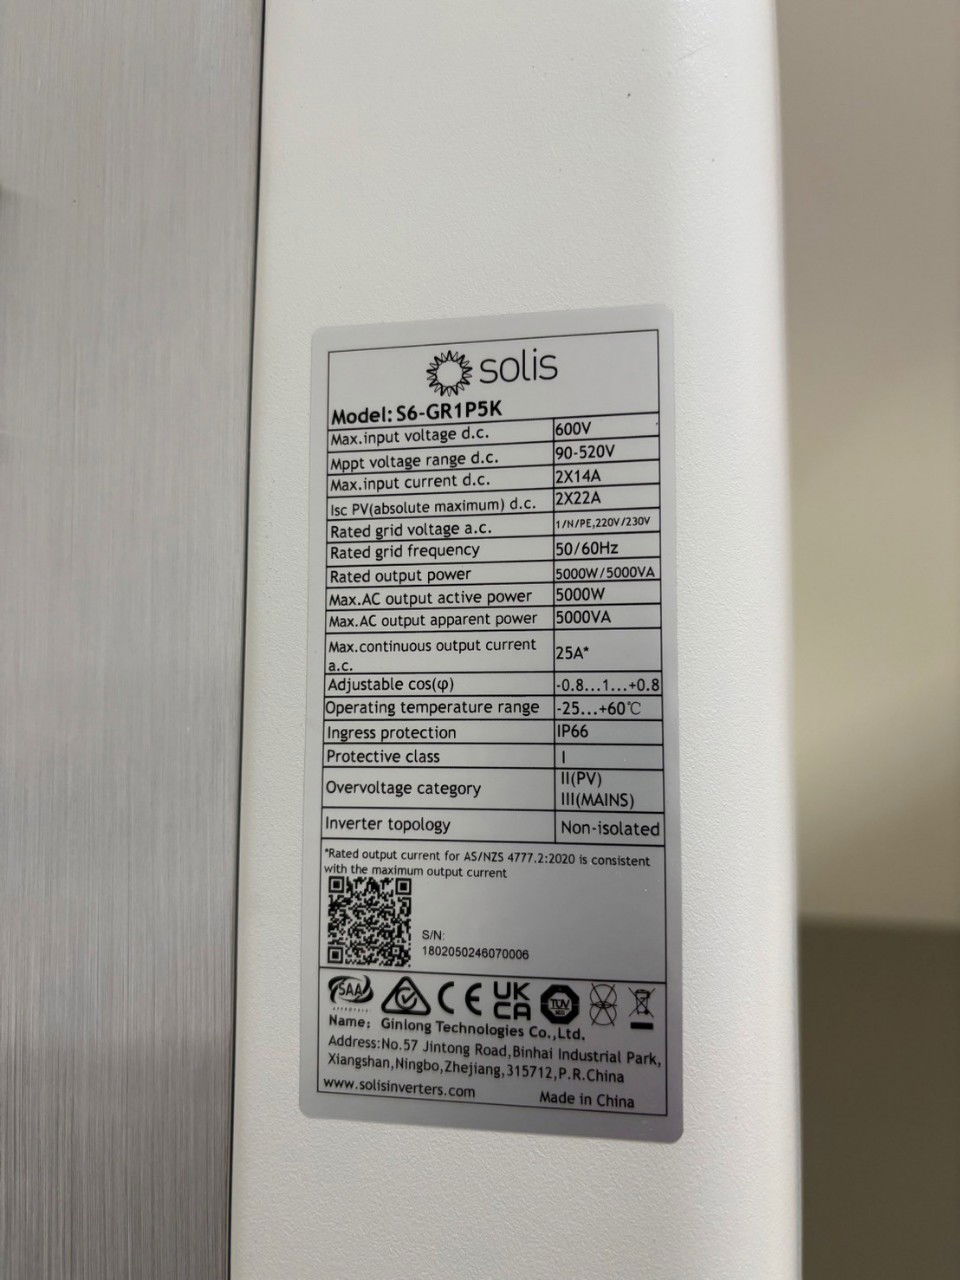 solis
Model: S6-GR1P5K
Max.input voltage d.c. 600V
Mppt voltage range d.c. 90-520V
Max.input current d.c. 2X14A
Isc PV(absolute maximum) d.c. 2X22A
Rated grid voltage a.c. 1/N/PE,220V/230V
Rated grid frequency 50/60Hz
Rated output power 5000W/5000VA
Max.AC output active power 5000W
Max.AC output apparent power 5000VA
Max.continuous output current
a.c. 25A*
Adjustable cos(φ) -0.8...1...+0.8
Operating temperature range -25...+60℃
Ingress protection IP66
Protective class I
Overvoltage category II(PV)
III(MAINS)
Inverter topology Non-isolated
*Rated output current for AS/NZS 4777.2:2020 is consistent
with the maximum output current
S/N:
1802050246070006
SAA CE UK
CA TÜV
Name: Ginlong Technologies Co.,Ltd.
Address:No.57 Jintong Road,Binhai Industrial Park,
Xiangshan,Ningbo,Zhejiang,315712,P.R.China
www.solisinverters.com Made in China